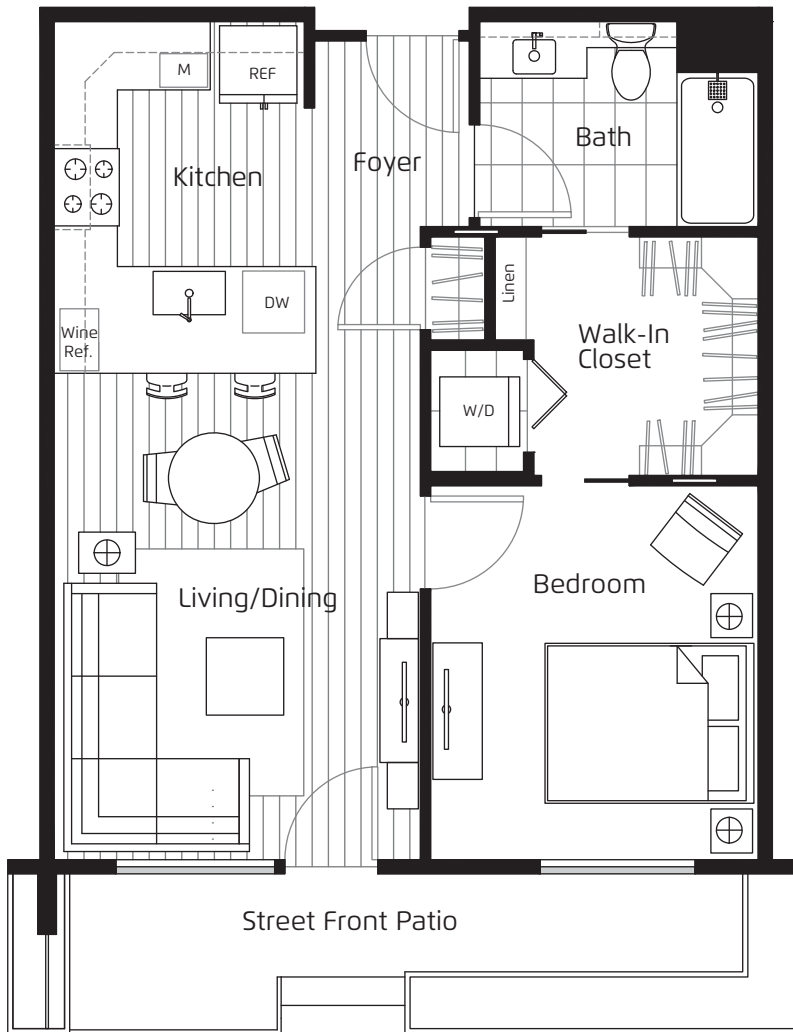 M
REF
Kitchen
Foyer
Bath
DW
Wine
Ref.
Linen
Walk-In
Closet
W/D
Living/Dining
Bedroom
Street Front Patio